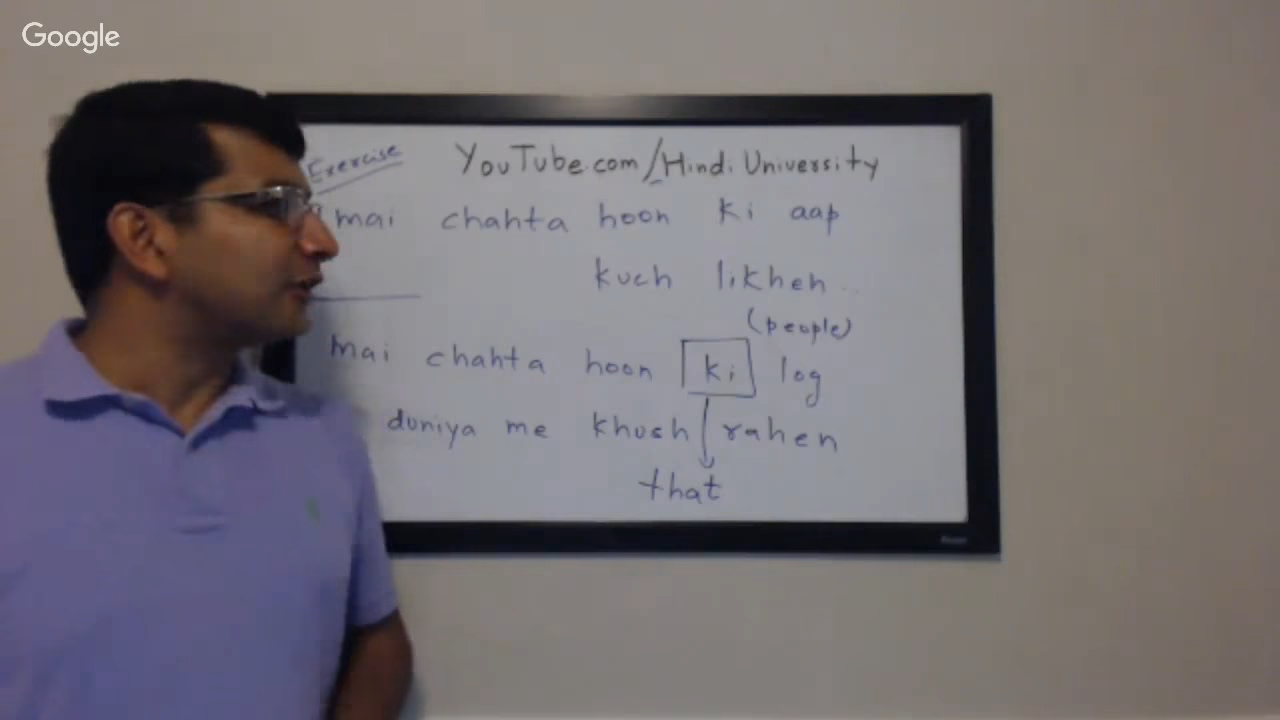 Google
Exercise
YouTube.com/Hindi University
mai chahta hoon ki aap
kuch likhen ..
(people)
mai chahta hoon ki log
duniya me khush rahen
that